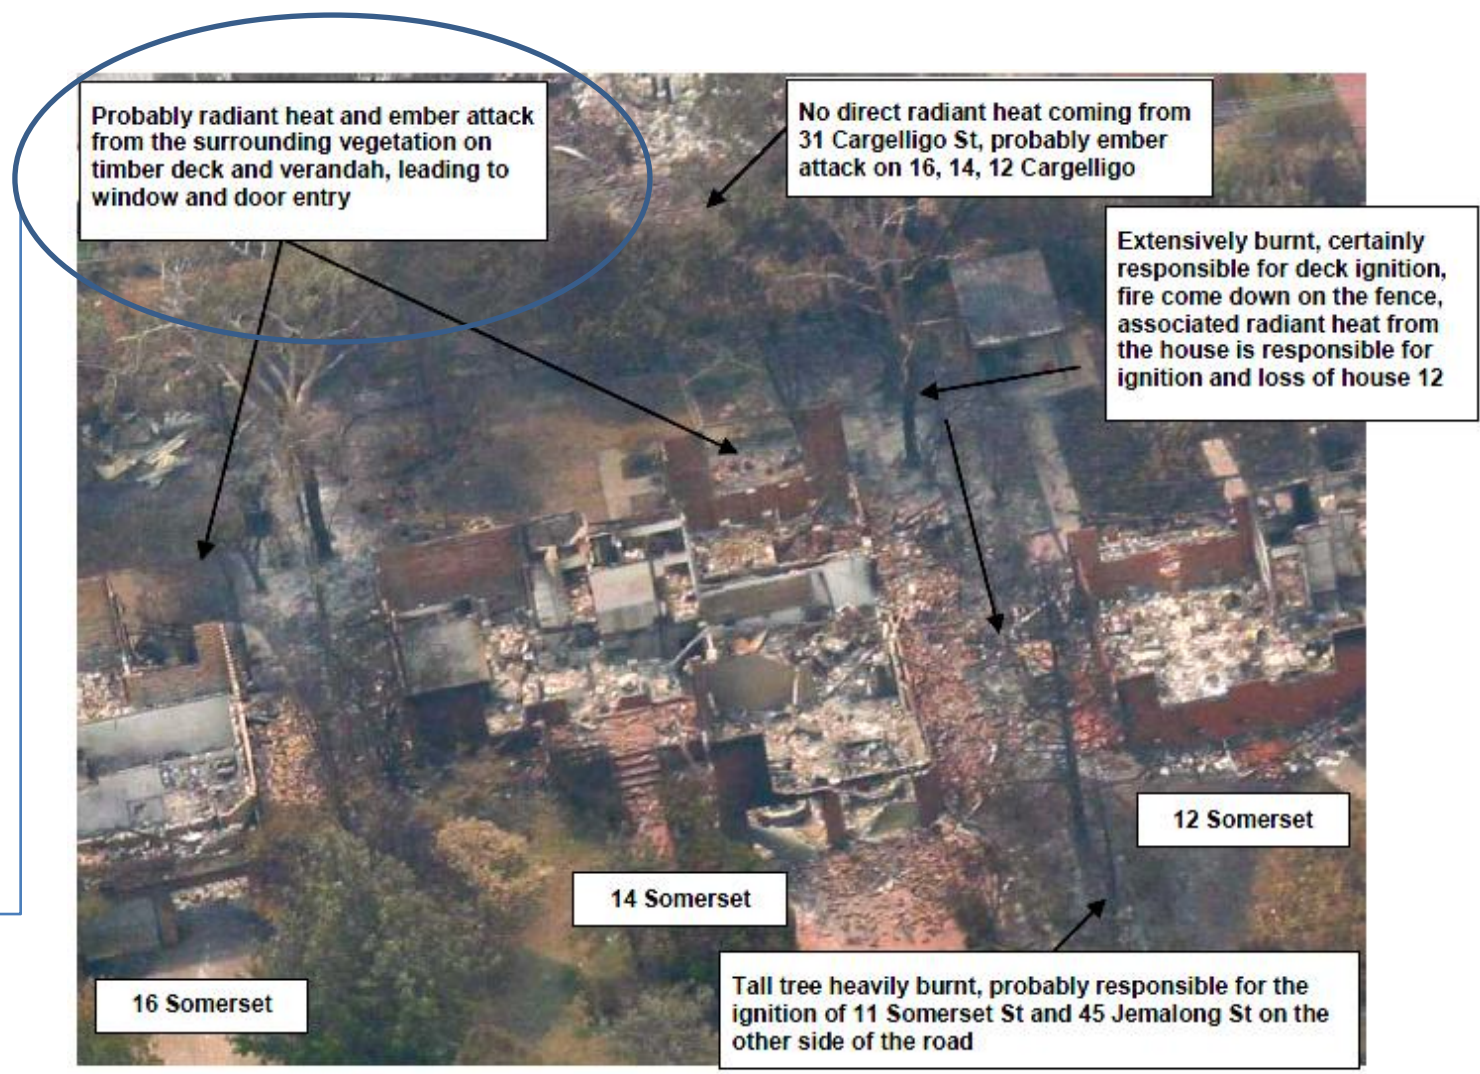 Probably radiant heat and ember attack
from the surrounding vegetation on
timber deck and verandah, leading to
window and door entry
No direct radiant heat coming from
31 Cargelligo St, probably ember
attack on 16, 14, 12 Cargelligo
Extensively burnt, certainly
responsible for deck ignition,
fire come down on the fence,
associated radiant heat from
the house is responsible for
ignition and loss of house 12
12 Somerset
14 Somerset
16 Somerset
Tall tree heavily burnt, probably responsible for the
ignition of 11 Somerset St and 45 Jemalong St on the
other side of the road